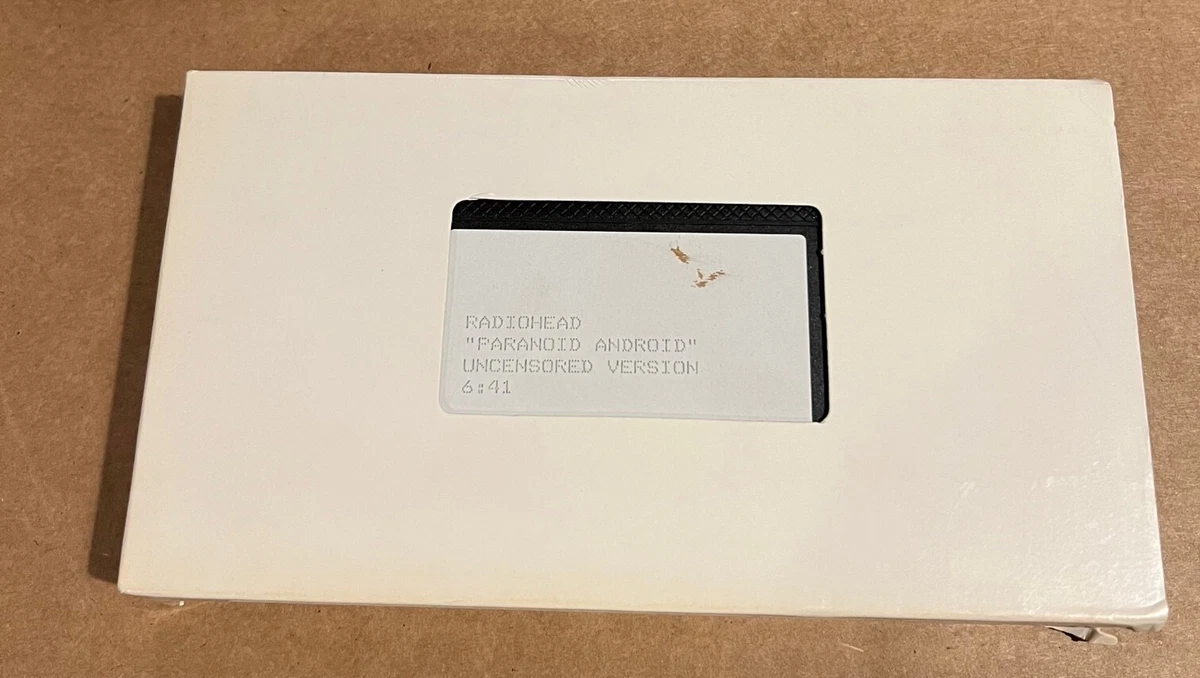 RADIOHEAD
"PARANOID ANDROID"
UNCENSORED VERSION
6:41